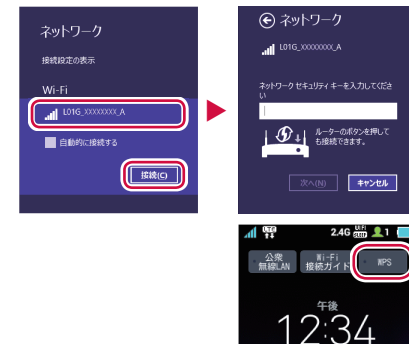 ネットワーク
接続設定の表示
Wi-Fi
L01G_XXXXXXXX_A
自動的に接続する
接続(C)
ネットワーク
L01G_XXXXXXXX_A
ネットワーク セキュリティ キーを入力してくださ
い
ルーターのボタンを押して
も接続できます。
次へ(N)
キャンセル
LTE
2.4G
1
公衆
無線LAN
Wi-Fi
接続ガイド
WPS
午後
12:34